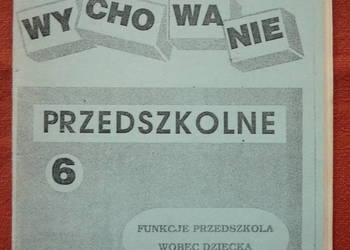 WYCHOWANIE
PRZEDSZKOLNE
6
FUNKCJE PRZEDSZKOLA
WOBEC DZIECKA